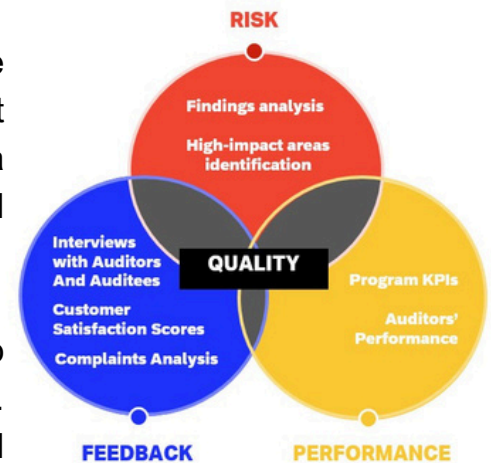 RISK
Findings analysis
High-impact areas
identification
Interviews
with Auditors
And Auditees
Customer
Satisfaction Scores
Complaints Analysis
QUALITY
Program KPIs
Auditors'
Performance
FEEDBACK
PERFORMANCE